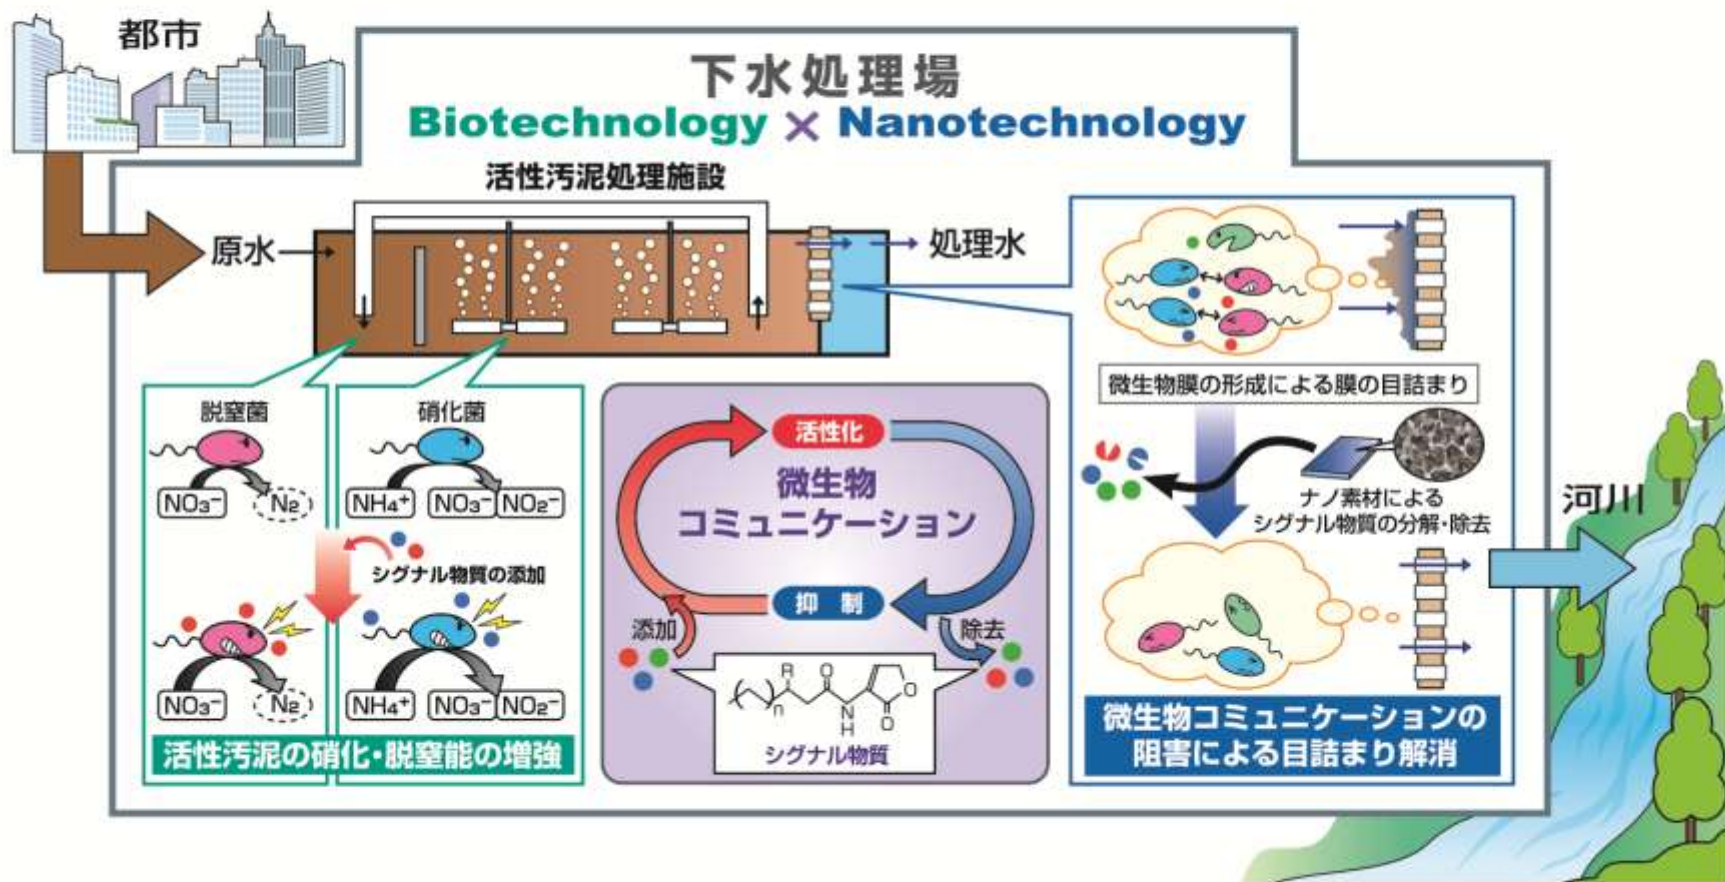 都市
下水処理場
Biotechnology × Nanotechnology
活性汚泥処理施設
原水
処理水
脱窒菌
硝化菌
NO₃⁻
N₂
NH₄⁺
NO₃⁻
NO₂⁻
シグナル物質の添加
NO₃⁻
N₂
NH₄⁺
NO₃⁻
NO₂⁻
活性汚泥の硝化・脱窒能の増強
活性化
微生物
コミュニケーション
抑 制
添加
除去
R
O
n
N
H
O
O
シグナル物質
微生物膜の形成による膜の目詰まり
ナノ素材による
シグナル物質の分解・除去
微生物コミュニケーションの
阻害による目詰まり解消
河川